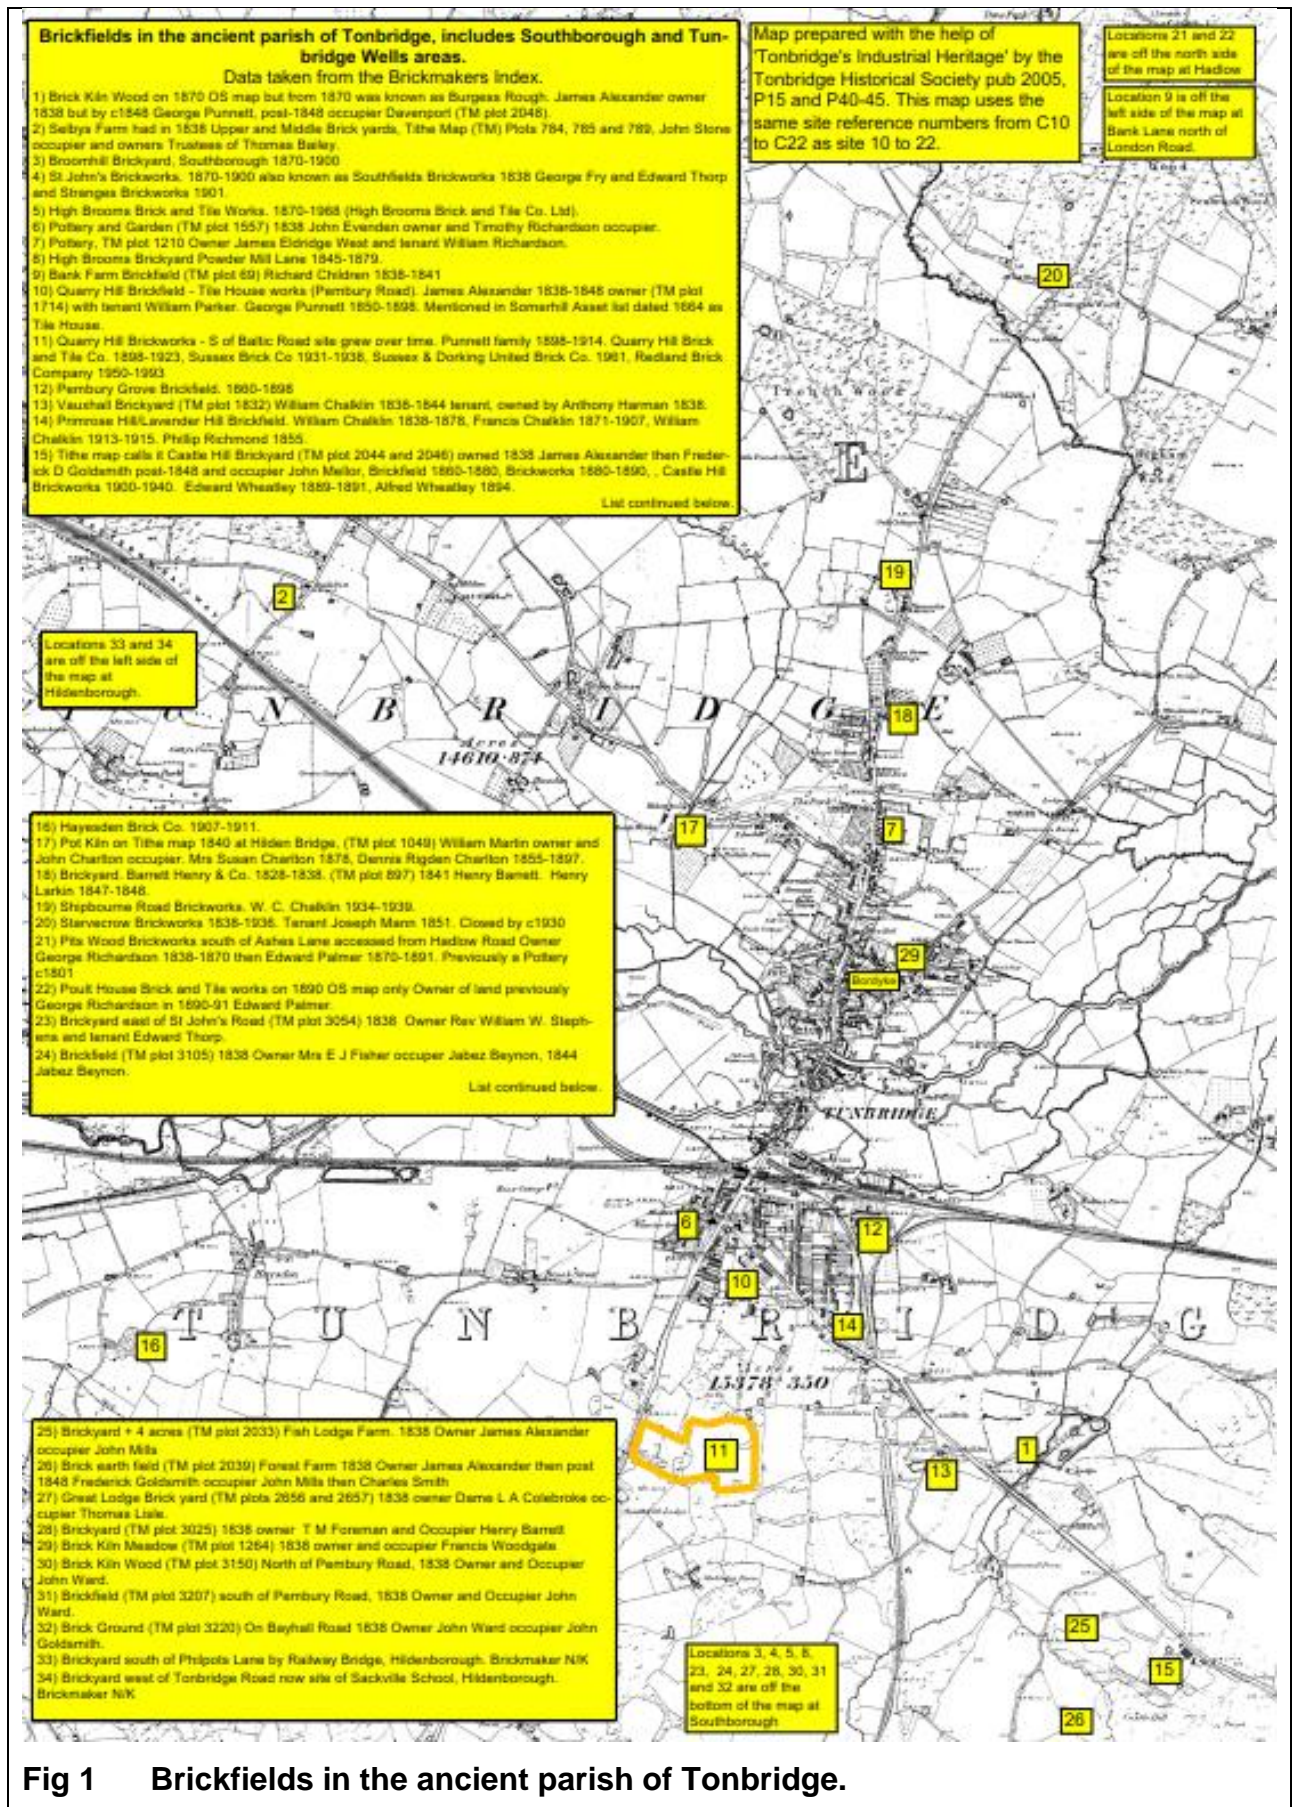 Brickfields in the ancient parish of Tonbridge, includes Southborough and Tun-
bridge Wells areas.
Data taken from the Brickmakers Index.
1) Brick Kiln Wood on 1870 OS map but from 1870 was known as Burgess Rough. James Alexander owner
1838 but by c1848 George Punnett, post-1848 occupier Davenport (TM plot 2048).
2) Selbys Farm had in 1838 Upper and Middle Brick yards, Tithe Map (TM) Plots 784, 785 and 789, John Stone
occupier and owners Trustees of Thomas Bailey.
3) Broomhill Brickyard, Southborough 1870-1900
4) St John's Brickworks. 1870-1900 also known as Southfields Brickworks 1838 George Fry and Edward Thorp
and Stranges Brickworks 1901.
5) High Brooms Brick and Tile Works. 1870-1968 (High Brooms Brick and Tile Co. Ltd).
6) Pottery and Garden (TM plot 1557) 1838 John Evenden owner and Timothy Richardson occupier.
7) Pottery, TM plot 1210 Owner James Eldridge West and tenant William Richardson.
8) High Brooms Brickyard Powder Mill Lane 1845-1879.
9) Bank Farm Brickfield (TM plot 69) Richard Children 1838-1841
10) Quarry Hill Brickfield - Tile House works (Pembury Road). James Alexander 1838-1848 owner (TM plot
1714) with tenant William Parker. George Punnett 1850-1898. Mentioned in Somerhill Asset list dated 1664 as
Tile House.
11) Quarry Hill Brickworks - S of Baltic Road site grew over time. Punnett family 1898-1914. Quarry Hill Brick
and Tile Co. 1898-1923, Sussex Brick Co 1931-1938, Sussex & Dorking United Brick Co. 1961, Redland Brick
Company 1950-1993
12) Pembury Grove Brickfield. 1860-1898
13) Vauxhall Brickyard (TM plot 1832) William Chalklin 1838-1844 tenant, owned by Anthony Harman 1838.
14) Primrose Hill/Lavender Hill Brickfield. William Chalklin 1838-1878, Francis Chalklin 1871-1907, William
Chalklin 1913-1915. Phillip Richmond 1855.
15) Tithe map calls it Castle Hill Brickyard (TM plot 2044 and 2046) owned 1838 James Alexander then Freder-
ick D Goldsmith post-1848 and occupier John Mellor, Brickfield 1860-1880, Brickworks 1880-1890, , Castle Hill
Brickworks 1900-1940. Edward Wheatley 1889-1891, Alfred Wheatley 1894.
List continued below.
Map prepared with the help of
'Tonbridge's Industrial Heritage' by the
Tonbridge Historical Society pub 2005,
P15 and P40-45. This map uses the
same site reference numbers from C10
to C22 as site 10 to 22.
Locations 21 and 22
are off the north side
of the map at Hadlow
Location 9 is off the
left side of the map at
Bank Lane north of
London Road.
20
E
19
2
Locations 33 and 34
are off the left side of
the map at
Hildenborough.
T U N B R I D G E
18
Acres
14610·874
17
7
16) Hayesden Brick Co. 1907-1911.
17) Pot Kiln on Tithe map 1840 at Hilden Bridge, (TM plot 1049) William Martin owner and
John Charlton occupier. Mrs Susan Charlton 1878, Dennis Rigden Charlton 1855-1897.
18) Brickyard. Barrett Henry & Co. 1828-1838. (TM plot 897) 1841 Henry Barrett. Henry
Larkin 1847-1848.
19) Shipbourne Road Brickworks. W. C. Chalklin 1934-1939.
20) Starvecrow Brickworks 1838-1936. Tenant Joseph Mann 1851. Closed by c1930
21) Pits Wood Brickworks south of Ashes Lane accessed from Hadlow Road Owner
George Richardson 1838-1870 then Edward Palmer 1870-1891. Previously a Pottery
c1801
22) Poult House Brick and Tile works on 1890 OS map only Owner of land previously
George Richardson in 1890-91 Edward Palmer.
23) Brickyard east of St John's Road (TM plot 3054) 1838 Owner Rev William W. Steph-
ens and tenant Edward Thorp.
24) Brickfield (TM plot 3105) 1838 Owner Mrs E J Fisher occuper Jabez Beynon, 1844
Jabez Beynon.
List continued below.
29
Bordyke
TUNBRIDGE
6
12
10
T U N B R I D G
14
16
Acres
15378·350
25) Brickyard + 4 acres (TM plot 2033) Fish Lodge Farm. 1838 Owner James Alexander
occupier John Mills
26) Brick earth field (TM plot 2039) Forest Farm 1838 Owner James Alexander then post
1848 Frederick Goldsmith occupier John Mills then Charles Smith
27) Great Lodge Brick yard (TM plots 2656 and 2657) 1838 owner Dame L A Colebroke oc-
cupier Thomas Lisle.
28) Brickyard (TM plot 3025) 1838 owner T M Foreman and Occupier Henry Barrett
29) Brick Kiln Meadow (TM plot 1264) 1838 owner and occupier Francis Woodgate
30) Brick Kiln Wood (TM plot 3150) North of Pembury Road, 1838 Owner and Occupier
John Ward.
31) Brickfield (TM plot 3207) south of Pembury Road, 1838 Owner and Occupier John
Ward.
32) Brick Ground (TM plot 3220) On Bayhall Road 1838 Owner John Ward occupier John
Goldsmith.
33) Brickyard south of Philpots Lane by Railway Bridge, Hildenborough. Brickmaker N/K
34) Brickyard west of Tonbridge Road now site of Sackville School, Hildenborough.
Brickmaker N/K
11
13
1
25
15
26
Locations 3, 4, 5, 8,
23, 24, 27, 28, 30, 31
and 32 are off the
bottom of the map at
Southborough
Fig 1 Brickfields in the ancient parish of Tonbridge.